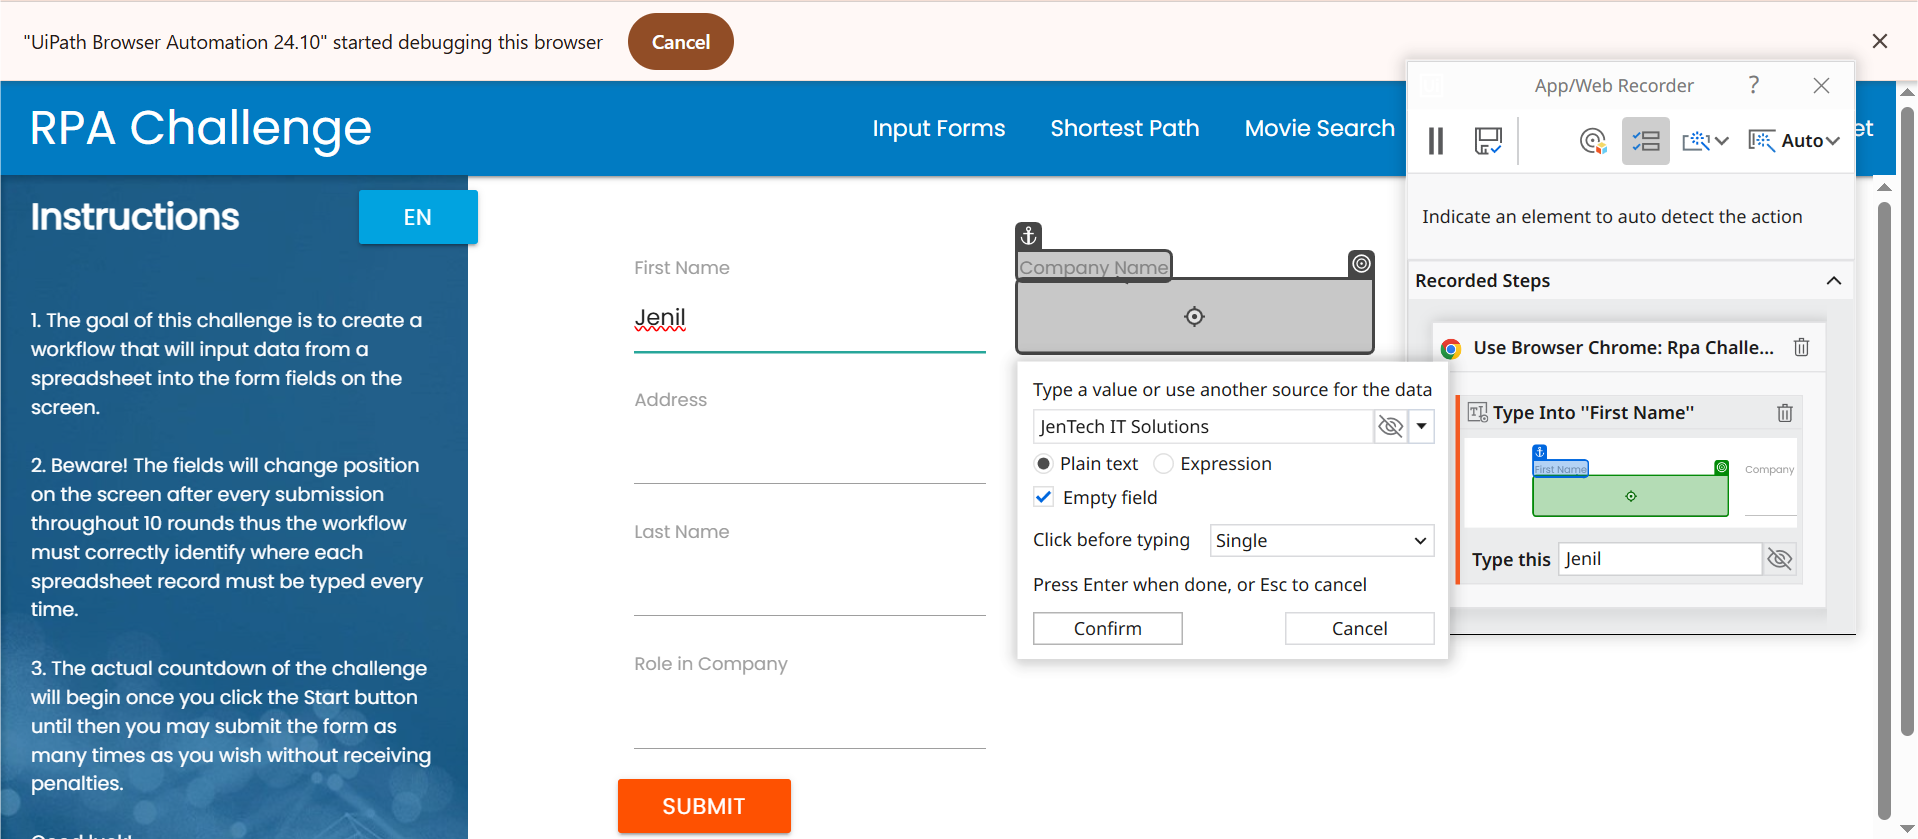 "UiPath Browser Automation 24.10" started debugging this browser
Cancel
RPA Challenge
Input Forms
Shortest Path
Movie Search
et
App/Web Recorder
?
Auto
Indicate an element to auto detect the action
Recorded Steps
Use Browser Chrome: Rpa Challe...
Type Into "First Name"
First Name
Company
Type this
Jenil
Instructions
EN
1. The goal of this challenge is to create a
workflow that will input data from a
spreadsheet into the form fields on the
screen.
2. Beware! The fields will change position
on the screen after every submission
throughout 10 rounds thus the workflow
must correctly identify where each
spreadsheet record must be typed every
time.
3. The actual countdown of the challenge
will begin once you click the Start button
until then you may submit the form as
many times as you wish without receiving
penalties.
Good luck!
First Name
Jenil
Address
Last Name
Role in Company
SUBMIT
Company Name
Type a value or use another source for the data
JenTech IT Solutions
Plain text
Expression
Empty field
Click before typing
Single
Press Enter when done, or Esc to cancel
Confirm
Cancel